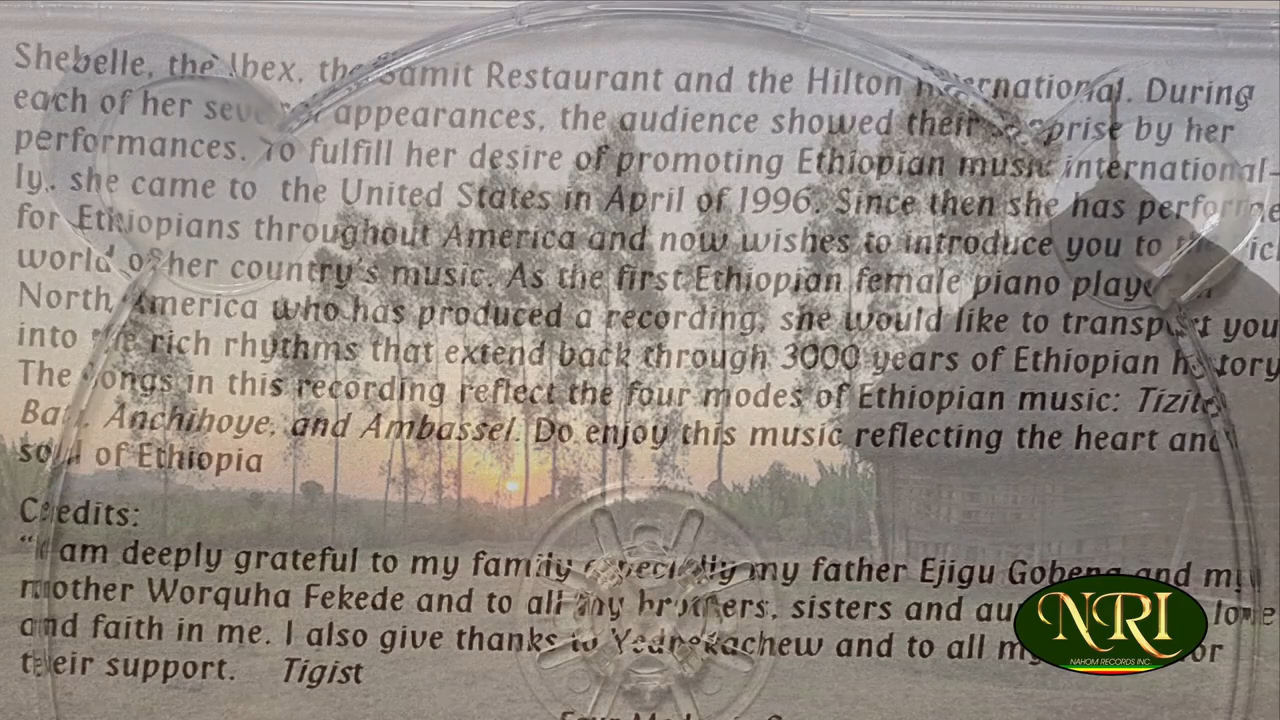 Shebelle, the Ibex, the Samit Restaurant and the Hilton International. During
each of her several appearances, the audience showed their surprise by her
performances. To fulfill her desire of promoting Ethiopian music international-
ly, she came to the United States in April of 1996. Since then she has performe
for Ethiopians throughout America and now wishes to introduce you to the ric
world of her country's music. As the first Ethiopian female piano playe
North America who has produced a recording, she would like to transport you
into the rich rhythms that extend back through 3000 years of Ethiopian history
The songs in this recording reflect the four modes of Ethiopian music: Tizit
Bati, Anchihoye, and Ambassel. Do enjoy this music reflecting the heart and
soul of Ethiopia
Credits:
"I am deeply grateful to my family especially my father Ejigu Gobena and my
mother Worquha Fekede and to all my brothers, sisters and au love
and faith in me. I also give thanks to and to all my or
their support. Tigist
NRI
NAHOM RECORDS INC.